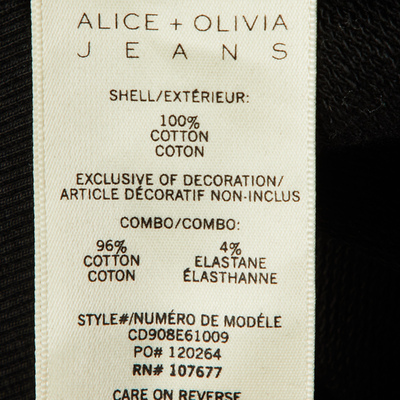 ALICE + OLIVIA
JEANS
SHELL/EXTÉRIEUR:
100%
COTTON
COTON
EXCLUSIVE OF DECORATION/
ARTICLE DÉCORATIF NON-INCLUS
COMBO/COMBO:
96% 4%
COTTON ELASTANE
COTON ÉLASTHANNE
STYLE#/NUMÉRO DE MODÉLE
CD908E61009
PO# 120264
RN# 107677
CARE ON REVERSE